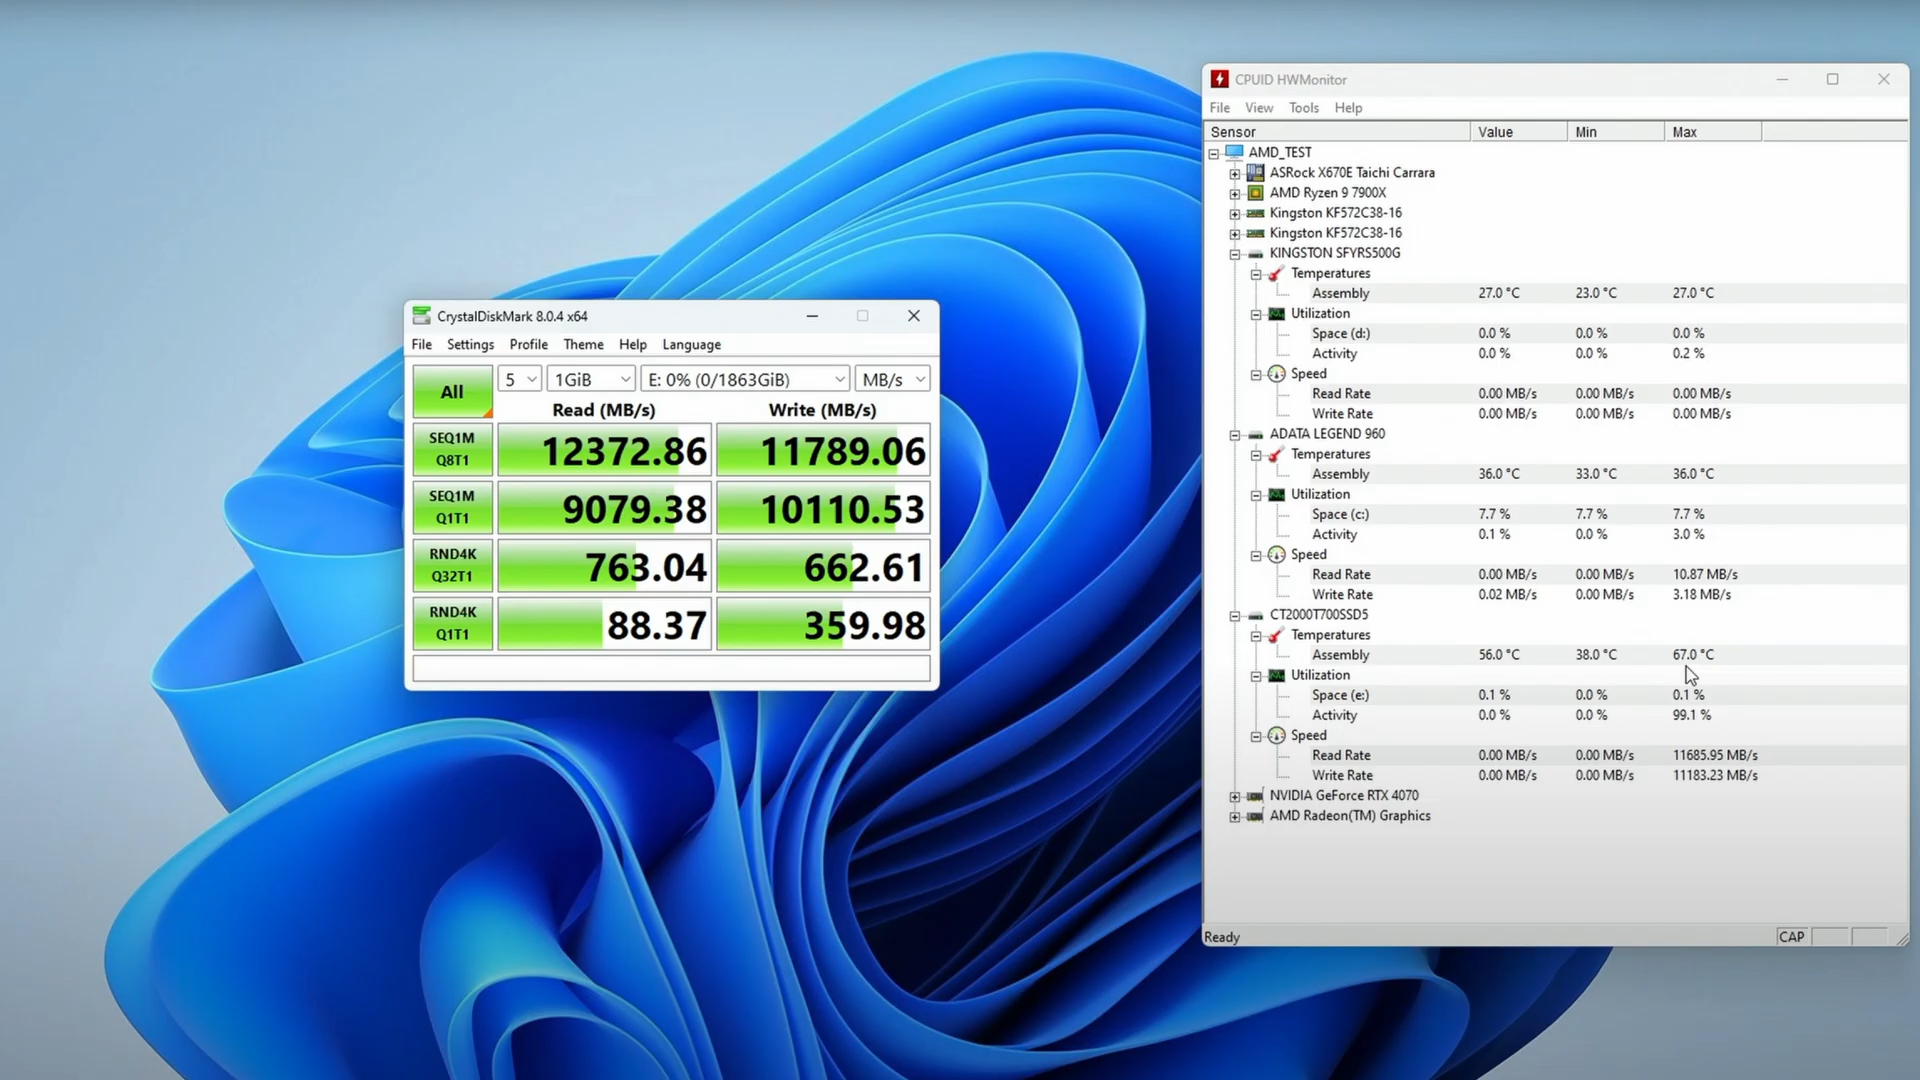 CrystalDiskMark 8.0.4 x64
File Settings Profile Theme Help Language
All 5 1GiB E: 0% (0/1863GiB) MB/s
Read (MB/s) Write (MB/s)
SEQ1M Q8T1 12372.86 11789.06
SEQ1M Q1T1 9079.38 10110.53
RND4K Q32T1 763.04 662.61
RND4K Q1T1 88.37 359.98
CPUID HWMonitor
File View Tools Help
Sensor Value Min Max
AMD_TEST
ASRock X670E Taichi Carrara
AMD Ryzen 9 7900X
Kingston KF572C38-16
Kingston KF572C38-16
KINGSTON SFYRS500G
Temperatures
Assembly 27.0 °C 23.0 °C 27.0 °C
Utilization
Space (d:) 0.0 % 0.0 % 0.0 %
Activity 0.0 % 0.0 % 0.2 %
Speed
Read Rate 0.00 MB/s 0.00 MB/s 0.00 MB/s
Write Rate 0.00 MB/s 0.00 MB/s 0.00 MB/s
ADATA LEGEND 960
Temperatures
Assembly 36.0 °C 33.0 °C 36.0 °C
Utilization
Space (c:) 7.7 % 7.7 % 7.7 %
Activity 0.1 % 0.0 % 3.0 %
Speed
Read Rate 0.00 MB/s 0.00 MB/s 10.87 MB/s
Write Rate 0.02 MB/s 0.00 MB/s 3.18 MB/s
CT2000T700SSD5
Temperatures
Assembly 56.0 °C 38.0 °C 67.0 °C
Utilization
Space (e:) 0.1 % 0.0 % 0.1 %
Activity 0.0 % 0.0 % 99.1 %
Speed
Read Rate 0.00 MB/s 0.00 MB/s 11685.95 MB/s
Write Rate 0.00 MB/s 0.00 MB/s 11183.23 MB/s
NVIDIA GeForce RTX 4070
AMD Radeon(TM) Graphics
Ready CAP